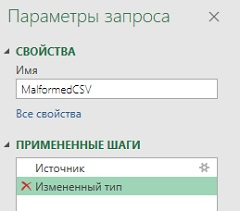 Параметры запроса
СВОЙСТВА
Имя
MalformedCSV
Все свойства
ПРИМЕНЕННЫЕ ШАГИ
Источник
Измененный тип